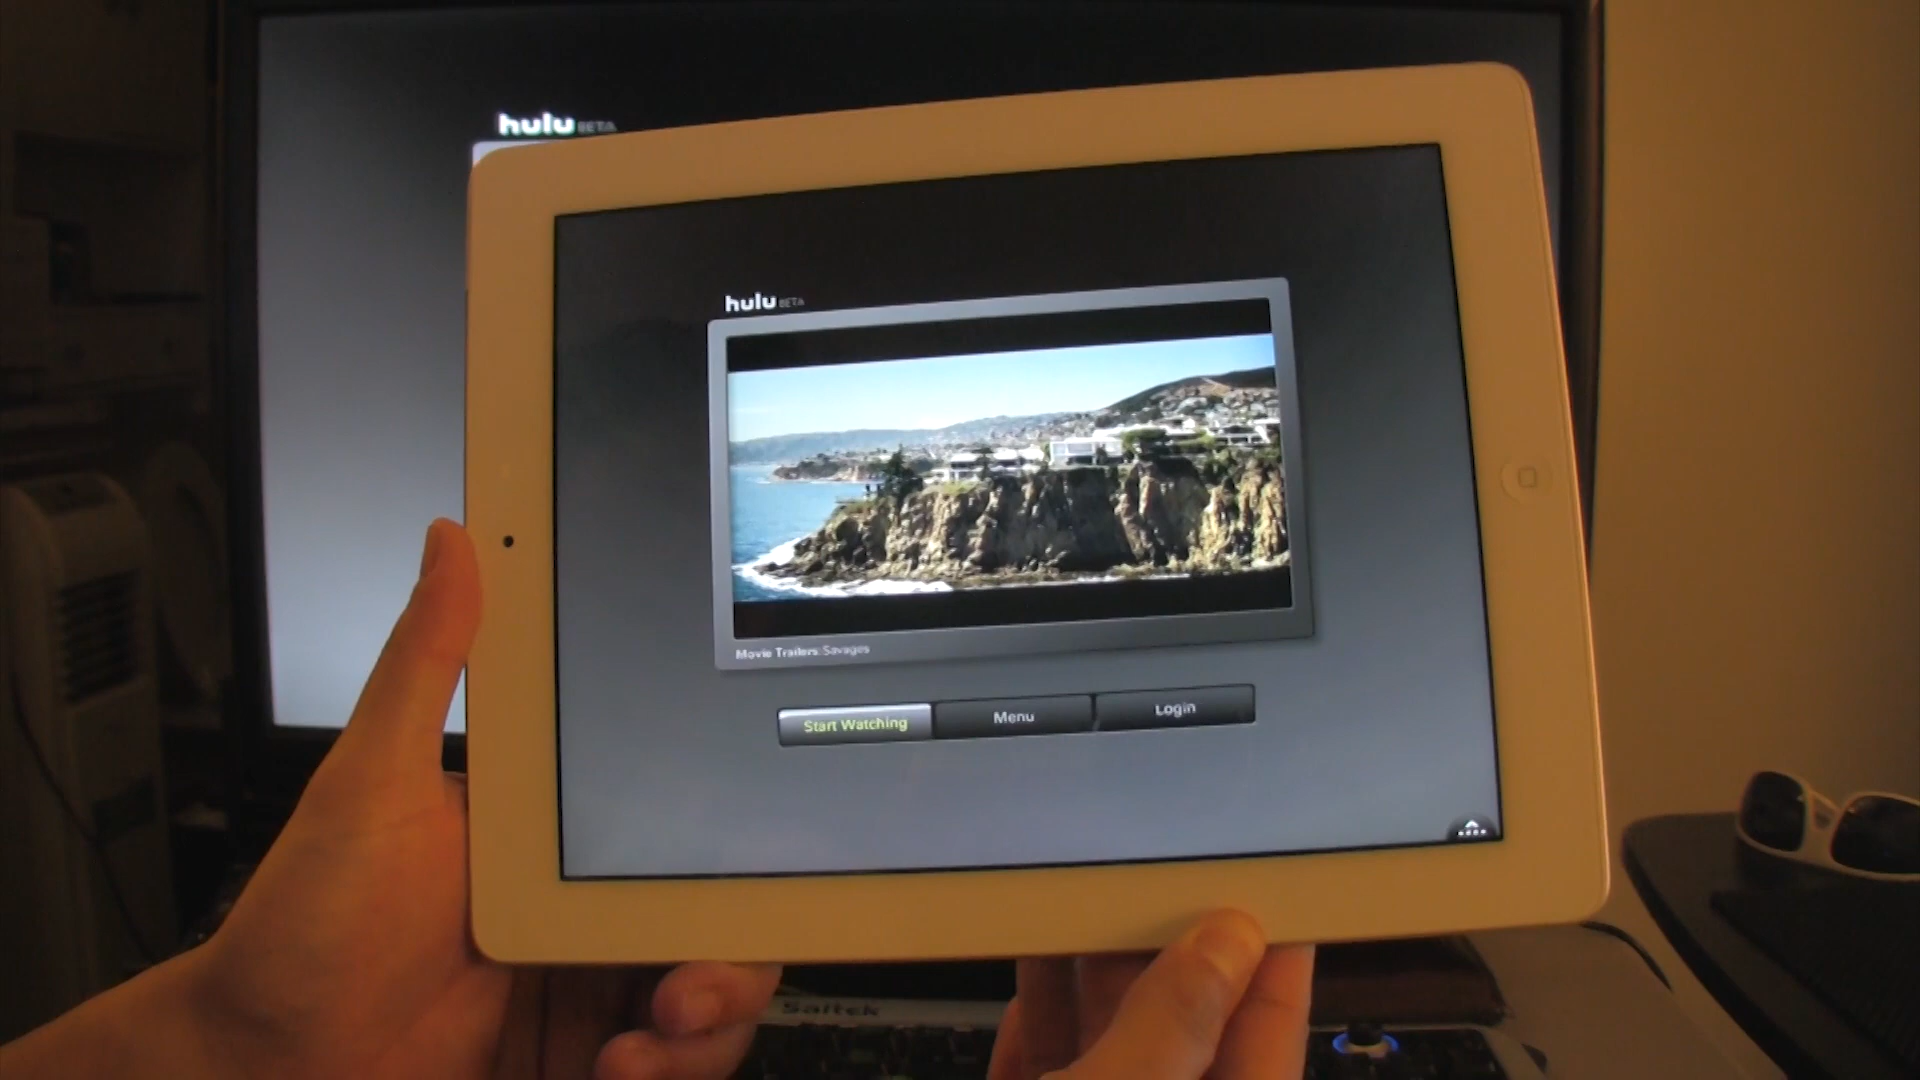 hulu BETA
hulu BETA
Movie Trailers: Savages
Start Watching
Menu
Login
Saitek